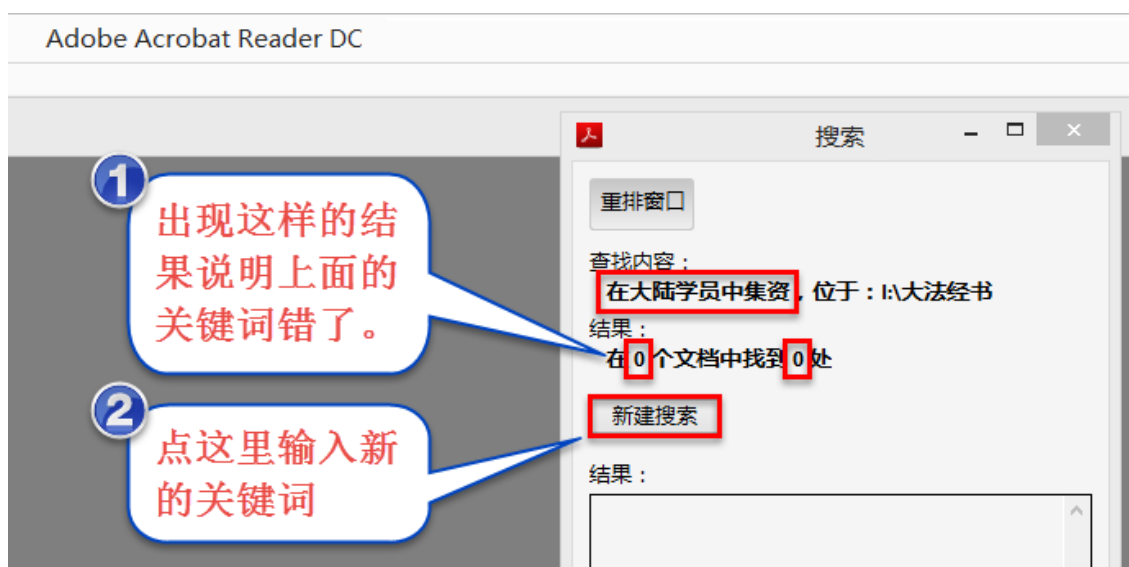 Adobe Acrobat Reader DC
搜索
重排窗口
查找内容：
在大陆学员中集资，位于：I:\大法经书
结果：
在 0 个文档中找到 0 处
新建搜索
结果：
1
出现这样的结
果说明上面的
关键词错了。
2
点这里输入新
的关键词